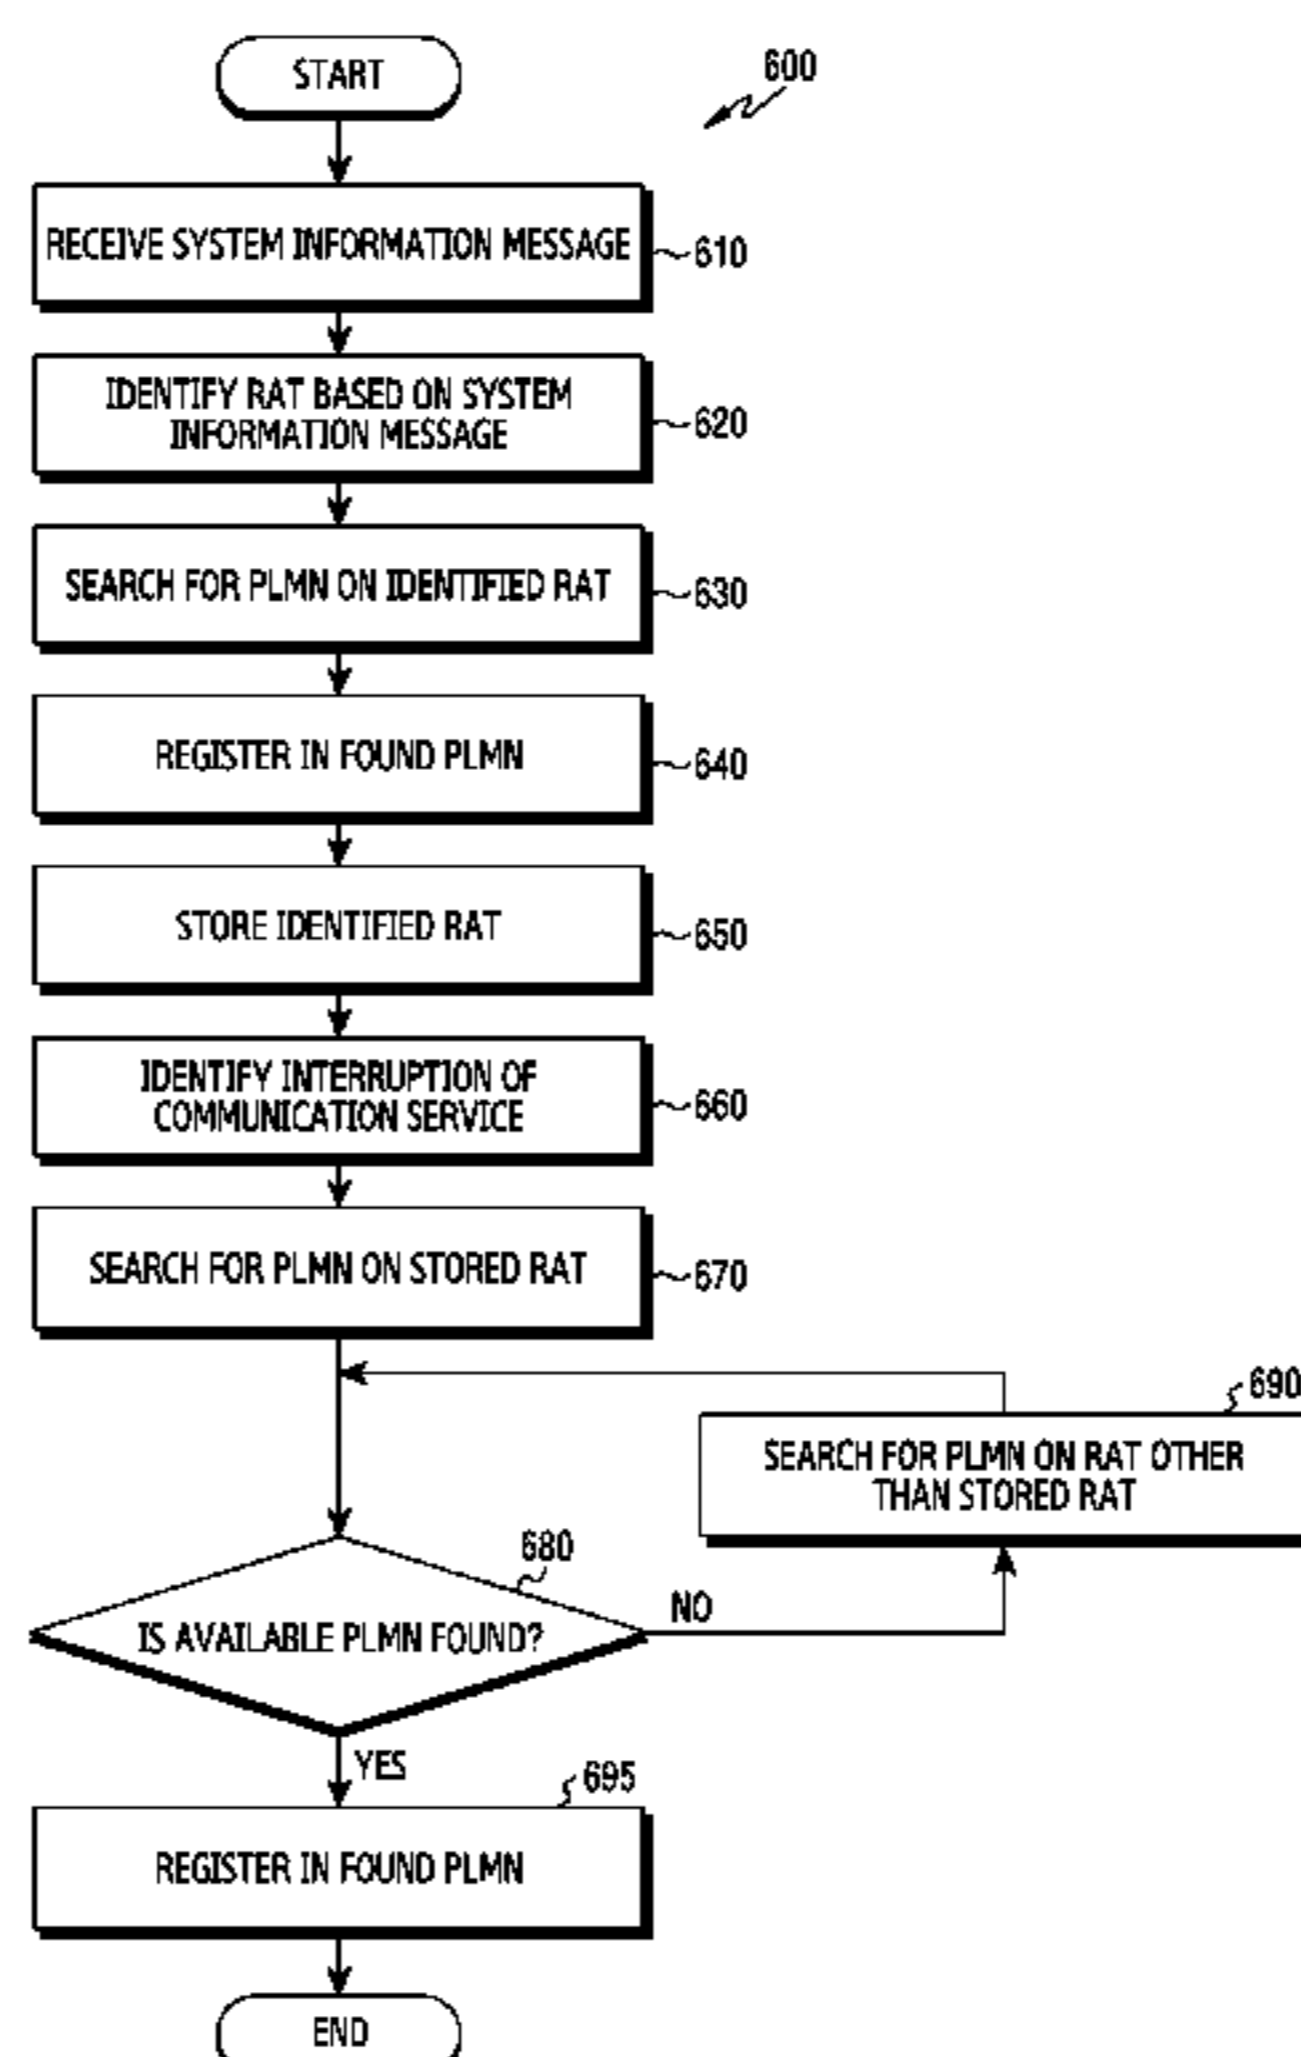 START
600
RECEIVE SYSTEM INFORMATION MESSAGE
610
IDENTIFY RAT BASED ON SYSTEM
INFORMATION MESSAGE
620
SEARCH FOR PLMN ON IDENTIFIED RAT
630
REGISTER IN FOUND PLMN
640
STORE IDENTIFIED RAT
650
IDENTIFY INTERRUPTION OF
COMMUNICATION SERVICE
660
SEARCH FOR PLMN ON STORED RAT
670
690
SEARCH FOR PLMN ON RAT OTHER
THAN STORED RAT
680
IS AVAILABLE PLMN FOUND?
NO
YES
695
REGISTER IN FOUND PLMN
END